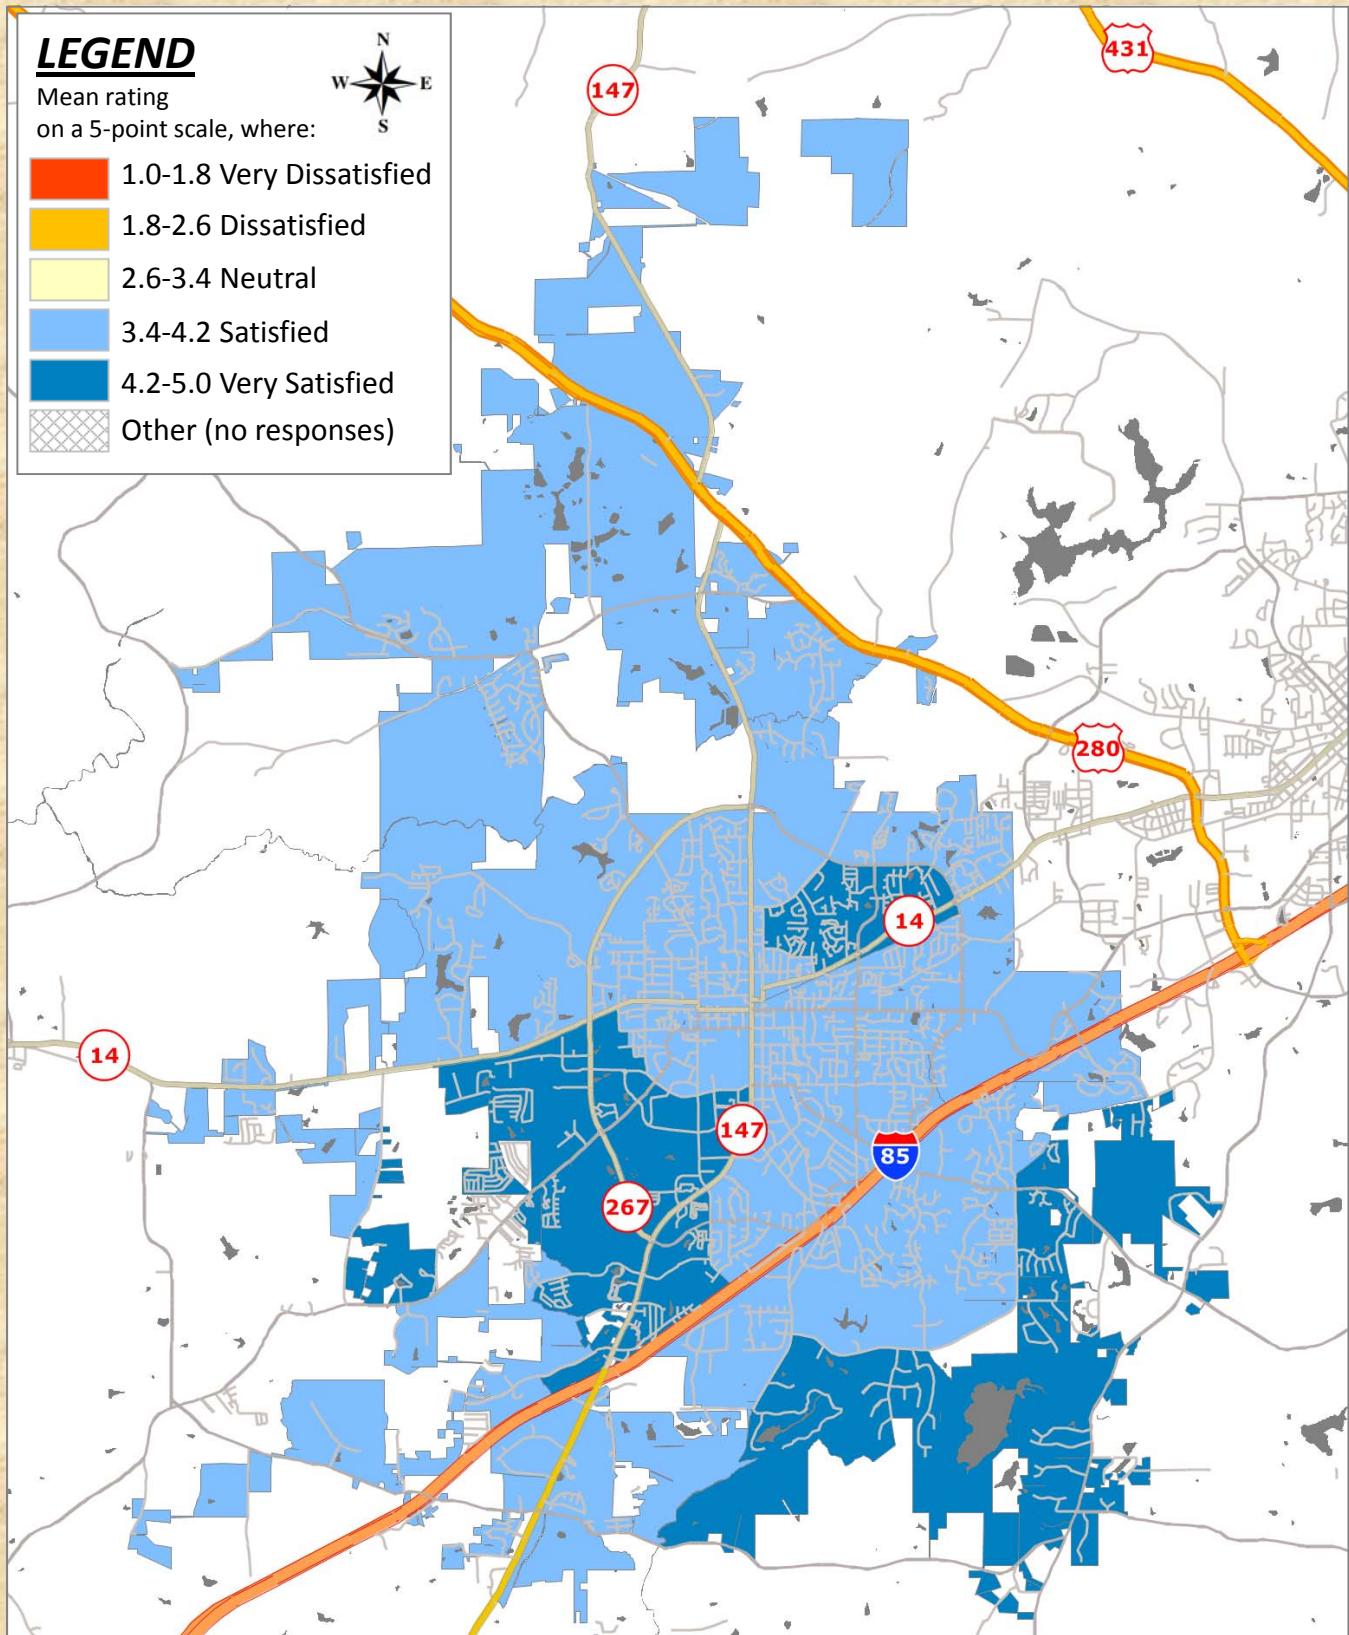 LEGEND
N
W E
S
Mean rating
on a 5-point scale, where:
1.0-1.8 Very Dissatisfied
1.8-2.6 Dissatisfied
2.6-3.4 Neutral
3.4-4.2 Satisfied
4.2-5.0 Very Satisfied
Other (no responses)
431
147
280
14
14
147
85
267